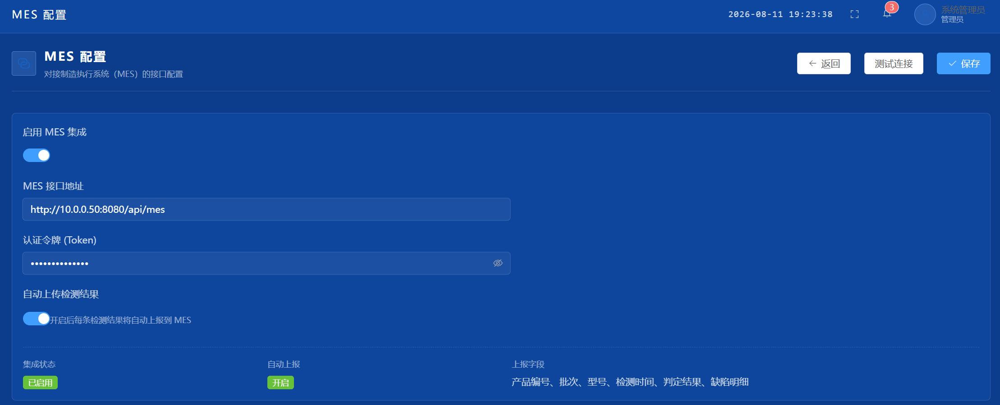 MES 配置
2026-08-11 19:23:38
3
系统管理员
管理员
MES 配置
对接制造执行系统（MES）的接口配置
返回
测试连接
保存
启用 MES 集成
MES 接口地址
http://10.0.0.50:8080/api/mes
认证令牌 (Token)
••••••••••••••
自动上传检测结果
开启后每条检测结果将自动上报到 MES
集成状态
自动上报
上报字段
已启用
开启
产品编号、批次、型号、检测时间、判定结果、缺陷明细